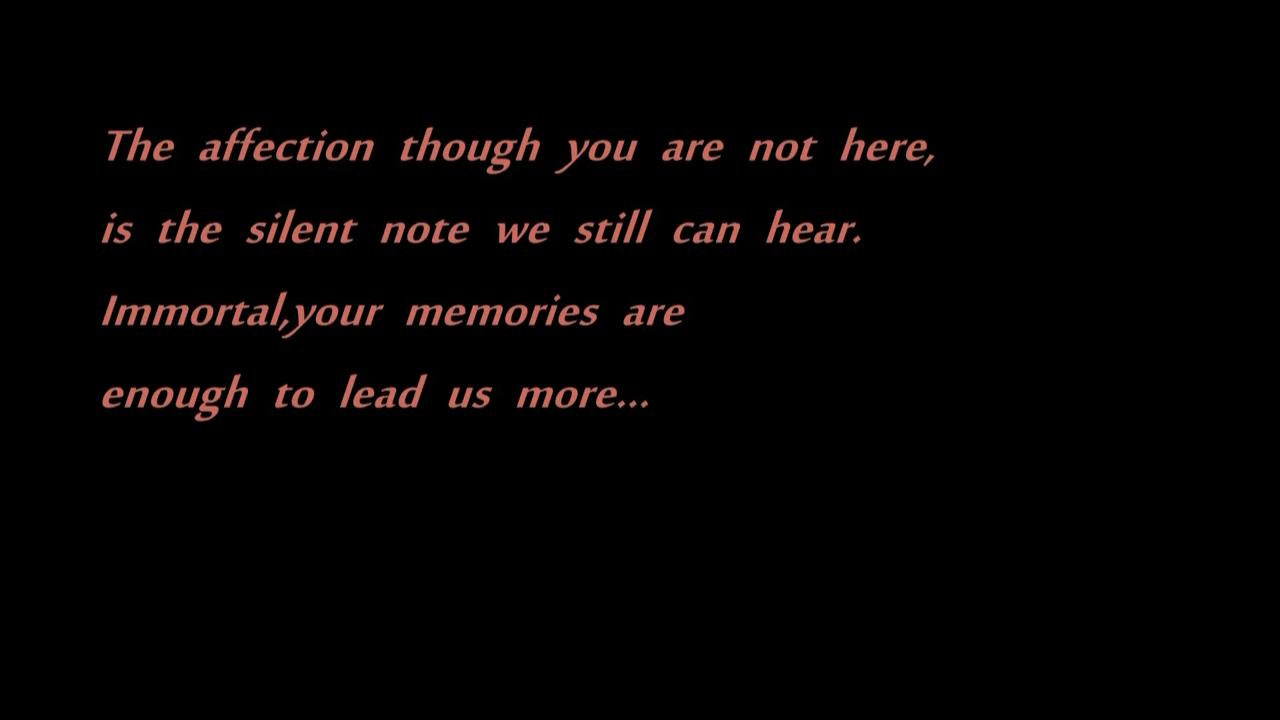 The affection though you are not here,
is the silent note we still can hear.
Immortal,your memories are
enough to lead us more...